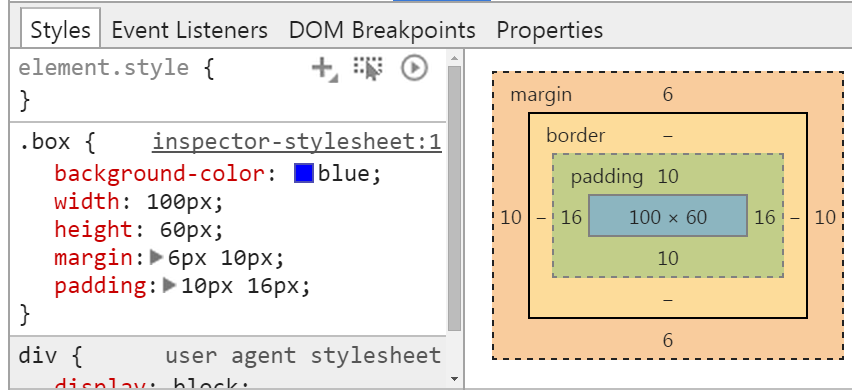 Styles Event Listeners DOM Breakpoints Properties
element.style {
}
.box { inspector-stylesheet:1
background-color: blue;
width: 100px;
height: 60px;
margin: 6px 10px;
padding: 10px 16px;
}
div { user agent stylesheet
display: block;
margin 6
border –
padding 10
10 – 16 100 × 60 16 – 10
10
–
6